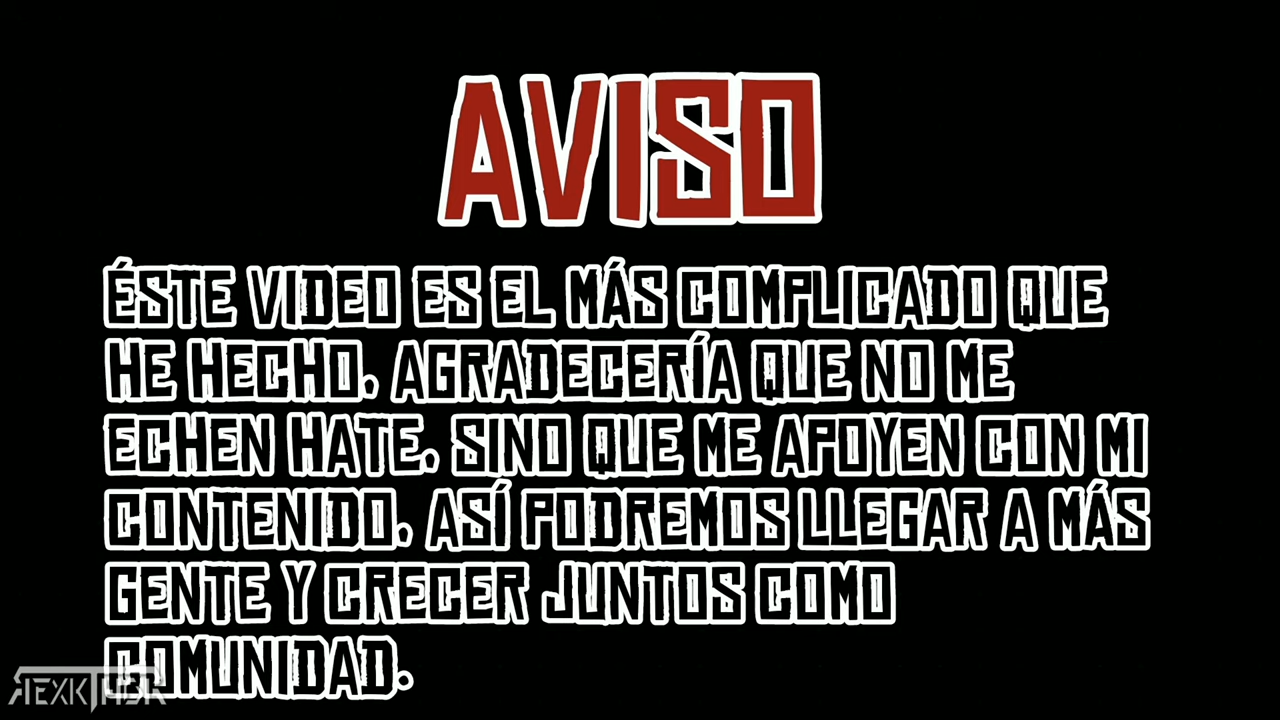 AVISO
ÉSTE VIDEO ES EL MÁS COMPLICADO QUE
HE HECHO. AGRADECERÍA QUE NO ME
ECHEN HATE. SINO QUE ME APOYEN CON MI
CONTENIDO. ASÍ PODREMOS LLEGAR A MÁS
GENTE Y CRECER JUNTOS COMO
COMUNIDAD.